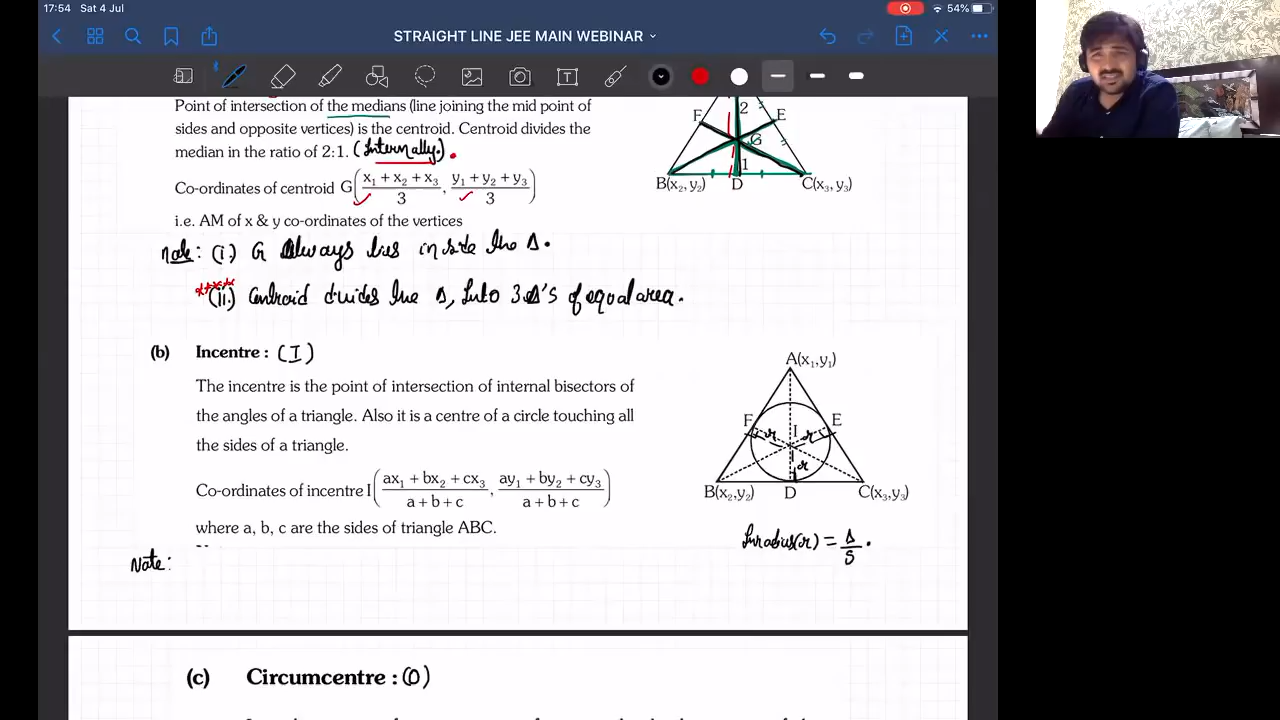 17:54 Sat 4 Jul
54%
STRAIGHT LINE JEE MAIN WEBINAR
T
Point of intersection of the medians (line joining the mid point of
sides and opposite vertices) is the centroid. Centroid divides the
median in the ratio of 2:1. (Internally).
Co-ordinates of centroid G(x₁ + x₂ + x₃ / 3, y₁ + y₂ + y₃ / 3)
i.e. AM of x & y co-ordinates of the vertices
F
2
E
G
1
B(x₂, y₂)
D
C(x₃, y₃)
Note: (i) G Always lies inside the Δ.
(ii) Centroid divides the Δ, into 3 Δ's of equal area.
(b) Incentre : (I)
The incentre is the point of intersection of internal bisectors of
the angles of a triangle. Also it is a centre of a circle touching all
the sides of a triangle.
Co-ordinates of incentre I(ax₁ + bx₂ + cx₃ / a + b + c, ay₁ + by₂ + cy₃ / a + b + c)
where a, b, c are the sides of triangle ABC.
A(x₁,y₁)
F
E
r
I
r
r
B(x₂,y₂)
D
C(x₃,y₃)
Inradius(r) = Δ/s.
Note:
(c) Circumcentre : (O)